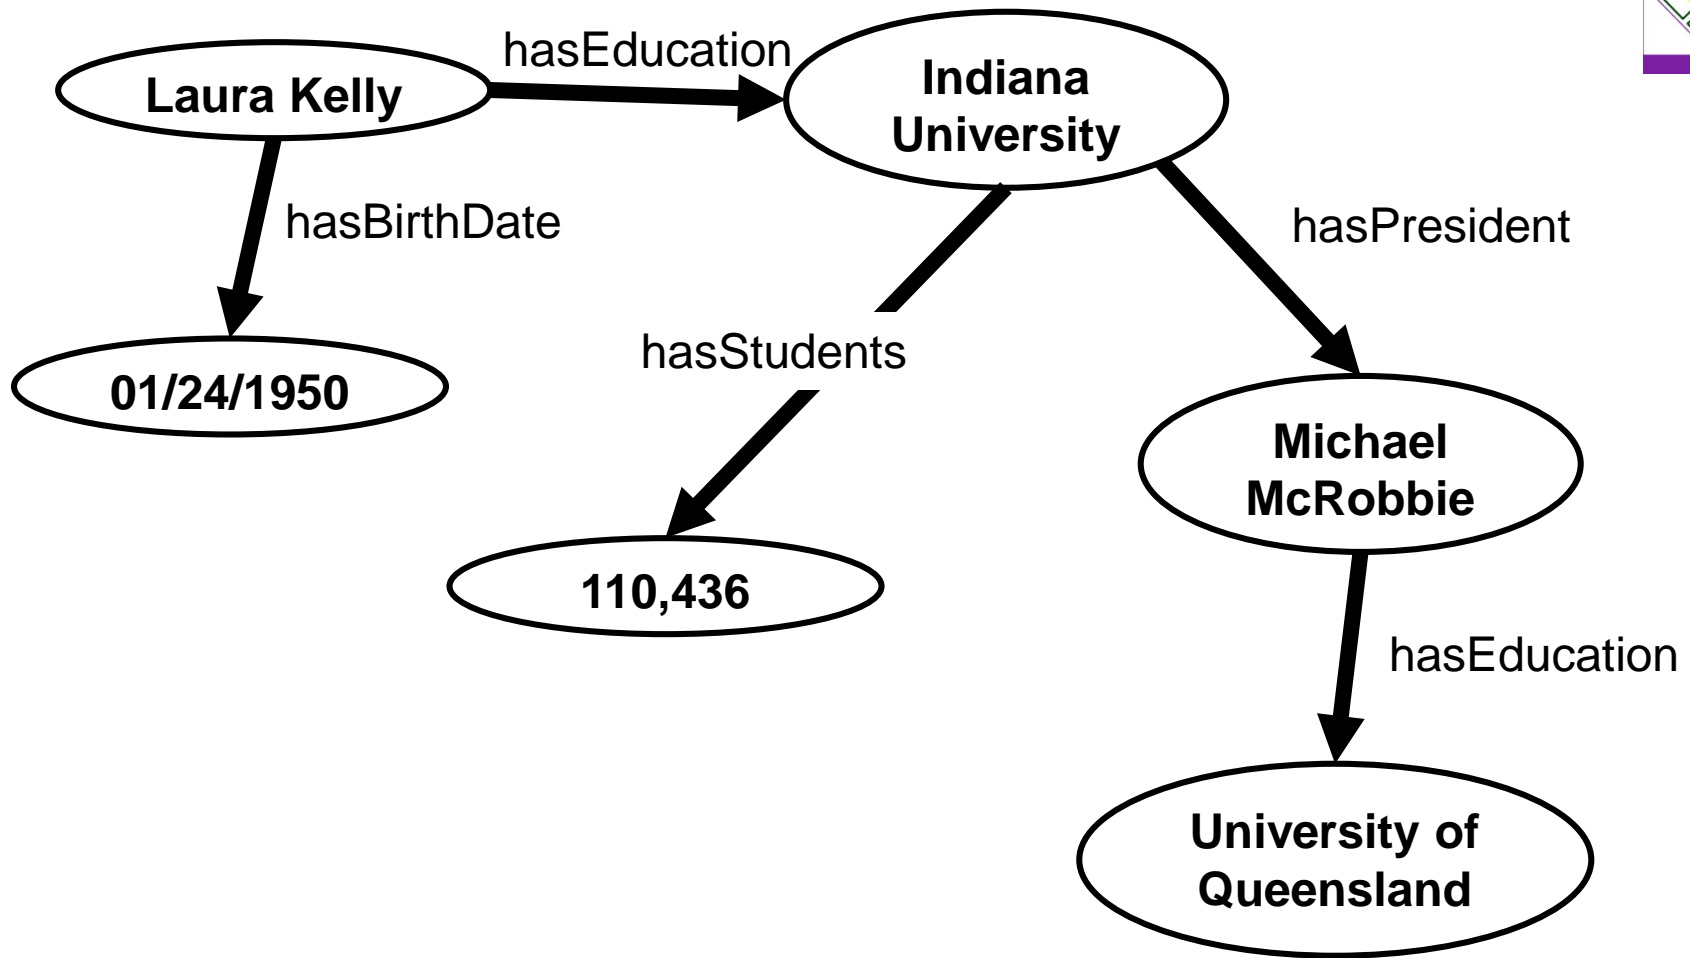 hasEducation
Laura Kelly
Indiana
University
hasBirthDate
hasPresident
hasStudents
01/24/1950
Michael
McRobbie
110,436
hasEducation
University of
Queensland